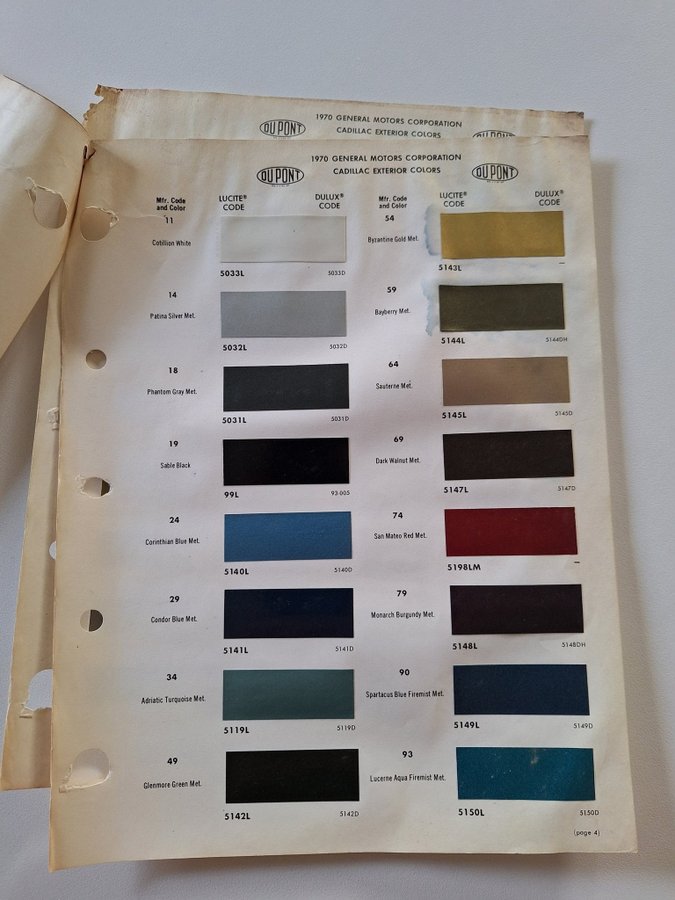 1970 GENERAL MOTORS CORPORATION
DU PONT
CADILLAC EXTERIOR COLORS
DU PONT
1970 GENERAL MOTORS CORPORATION
DU PONT
CADILLAC EXTERIOR COLORS
DU PONT
Mfr. Code and Color
LUCITE® CODE
DULUX® CODE
11
Cotillion White
5033L
5033D
14
Patina Silver Met.
5032L
5032D
18
Phantom Gray Met.
5031L
5031D
19
Sable Black
99L
93-005
24
Corinthian Blue Met.
5140L
5140D
29
Condor Blue Met.
5141L
5141D
34
Adriatic Turquoise Met.
5119L
5119D
49
Glenmore Green Met.
5142L
5142D
Mfr. Code and Color
LUCITE® CODE
DULUX® CODE
54
Byzantine Gold Met.
5143L
—
59
Bayberry Met.
5144L
5144DH
64
Sauterne Met.
5145L
5145D
69
Dark Walnut Met.
5147L
5147D
74
San Mateo Red Met.
5198LM
—
79
Monarch Burgundy Met.
5148L
5148DH
90
Spartacus Blue Firemist Met.
5149L
5149D
93
Lucerne Aqua Firemist Met.
5150L
5150D
(page 4)